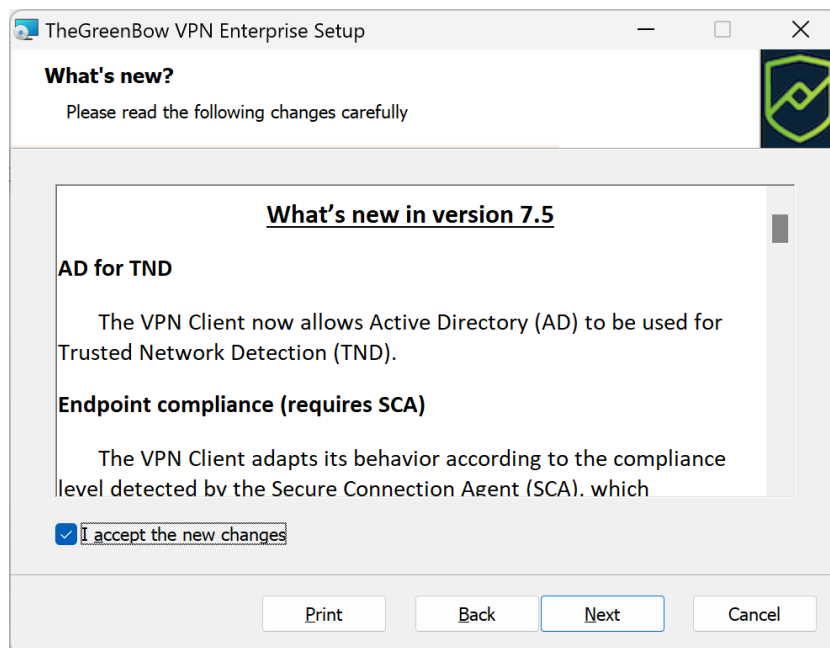 TheGreenBow VPN Enterprise Setup
What's new?
Please read the following changes carefully
What’s new in version 7.5
AD for TND
The VPN Client now allows Active Directory (AD) to be used for
Trusted Network Detection (TND).
Endpoint compliance (requires SCA)
The VPN Client adapts its behavior according to the compliance
level detected by the Secure Connection Agent (SCA), which
I accept the new changes
Print
Back
Next
Cancel